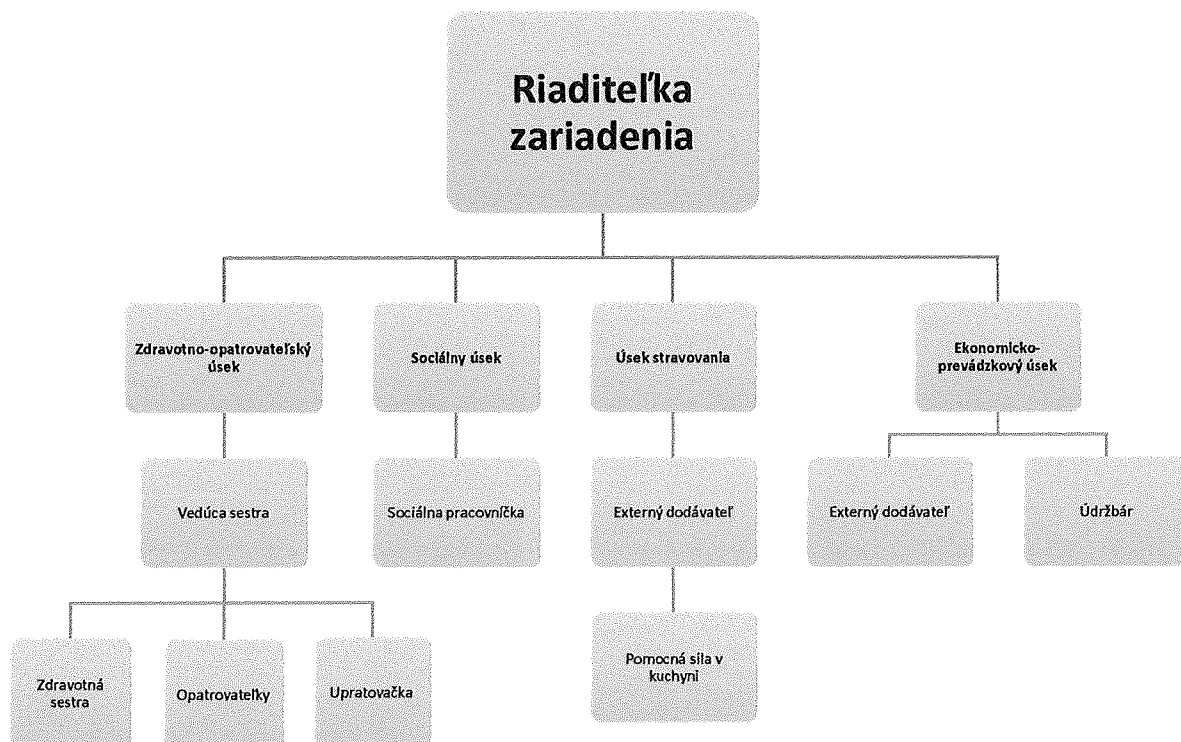 Riaditeľka
zariadenia
Zdravotno-opatrovateľský
úsek
Sociálny úsek
Úsek stravovania
Ekonomicko-
prevádzkový úsek
Vedúca sestra
Sociálna pracovníčka
Externý dodávateľ
Externý dodávateľ
Údržbár
Zdravotná
sestra
Opatrovateľky
Upratovačka
Pomocná sila v
kuchyni